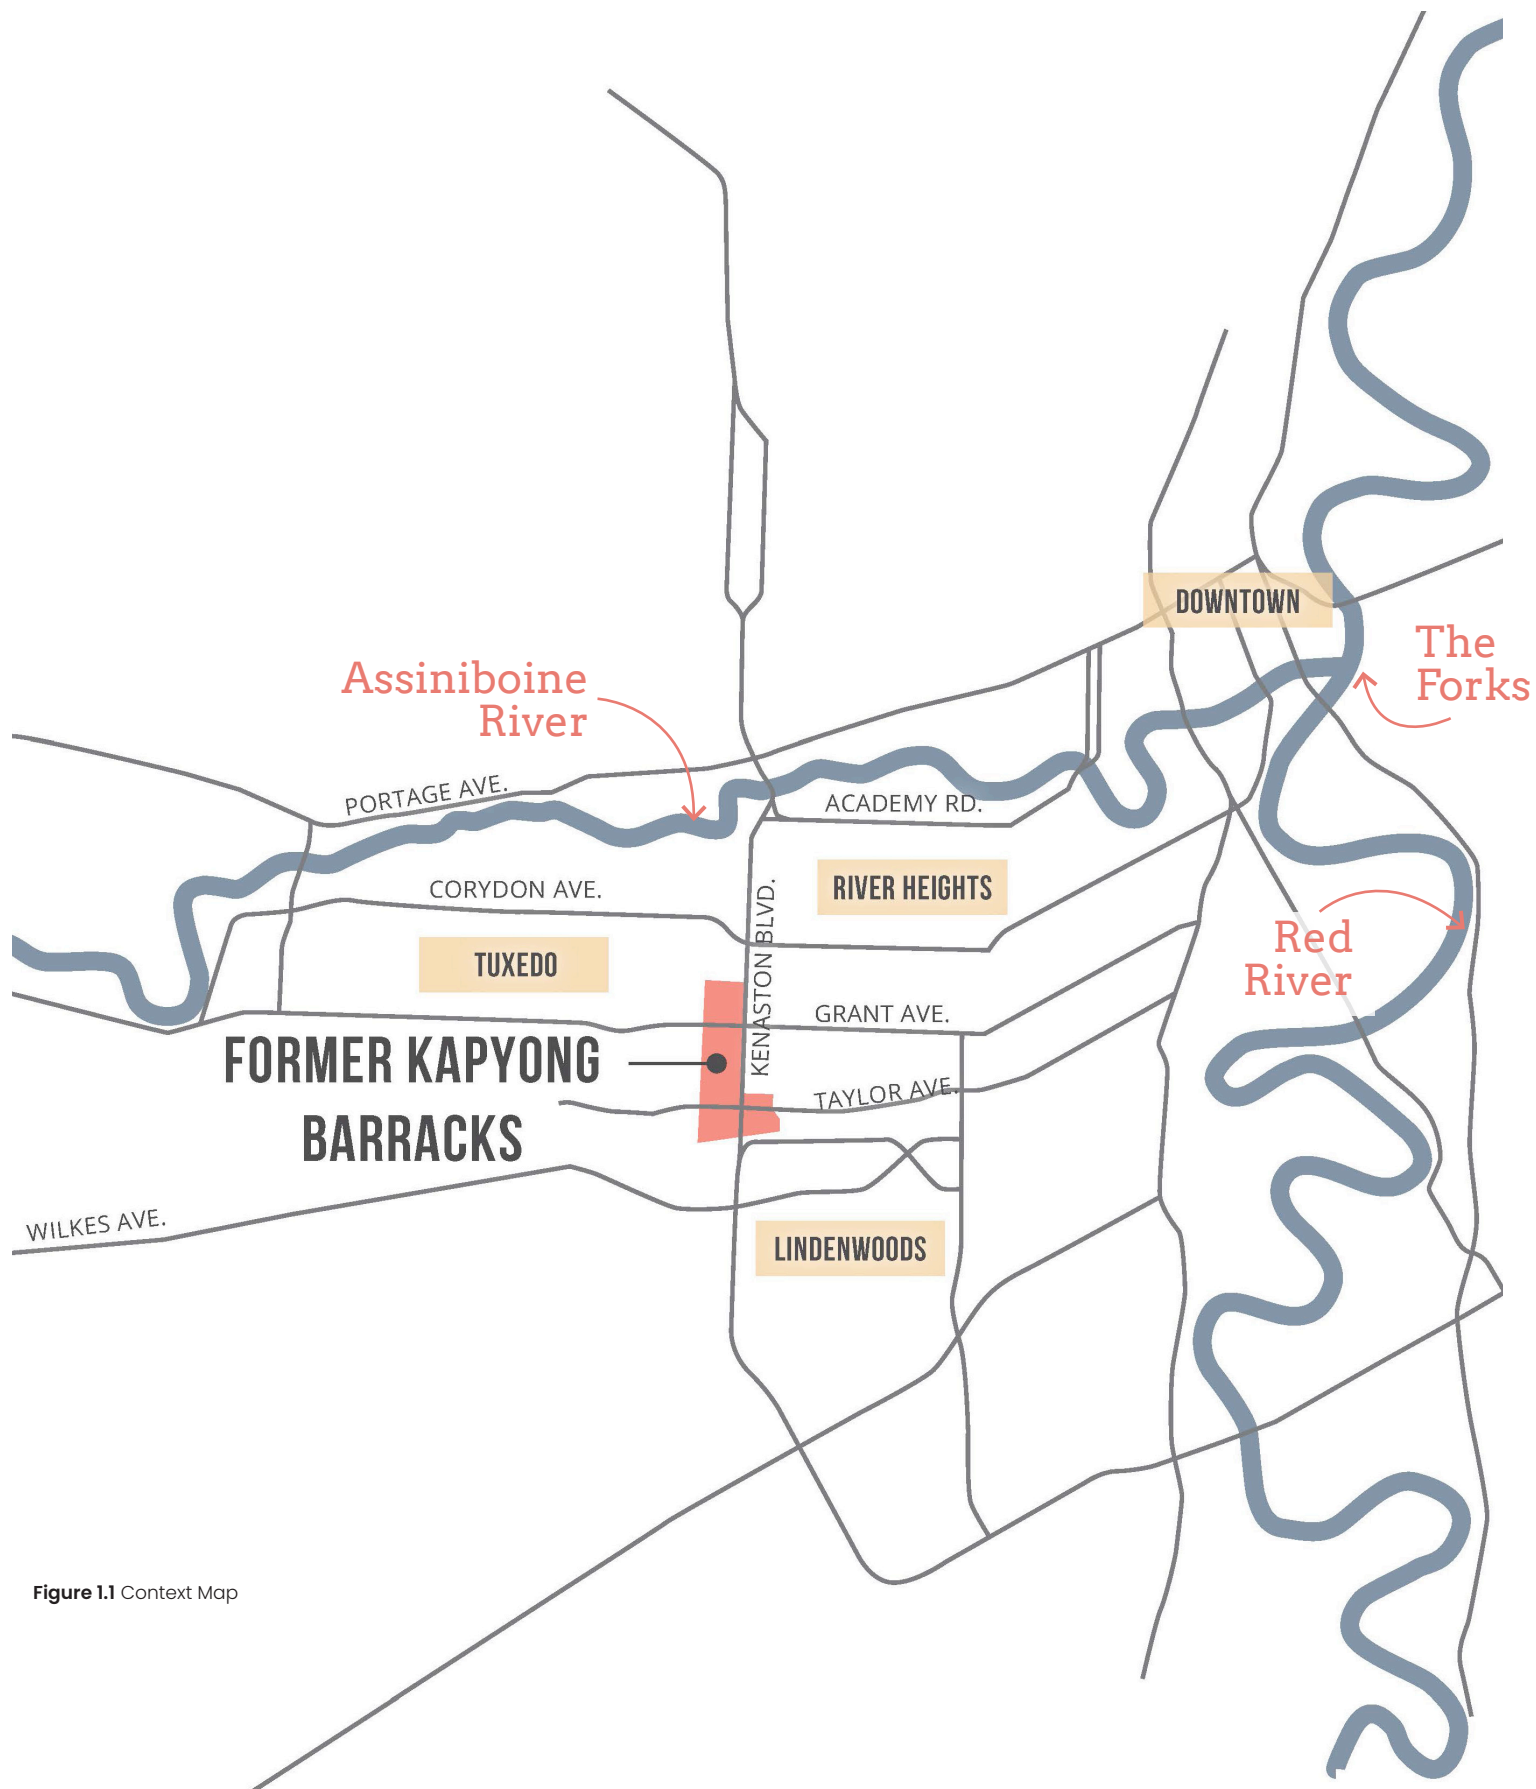 DOWNTOWN
The
Forks
Assiniboine
River
PORTAGE AVE.
ACADEMY RD.
CORYDON AVE.
RIVER HEIGHTS
KENASTON BLVD.
TUXEDO
Red
River
GRANT AVE.
FORMER KAPYONG
BARRACKS
TAYLOR AVE.
WILKES AVE.
LINDENWOODS
Figure 1.1 Context Map